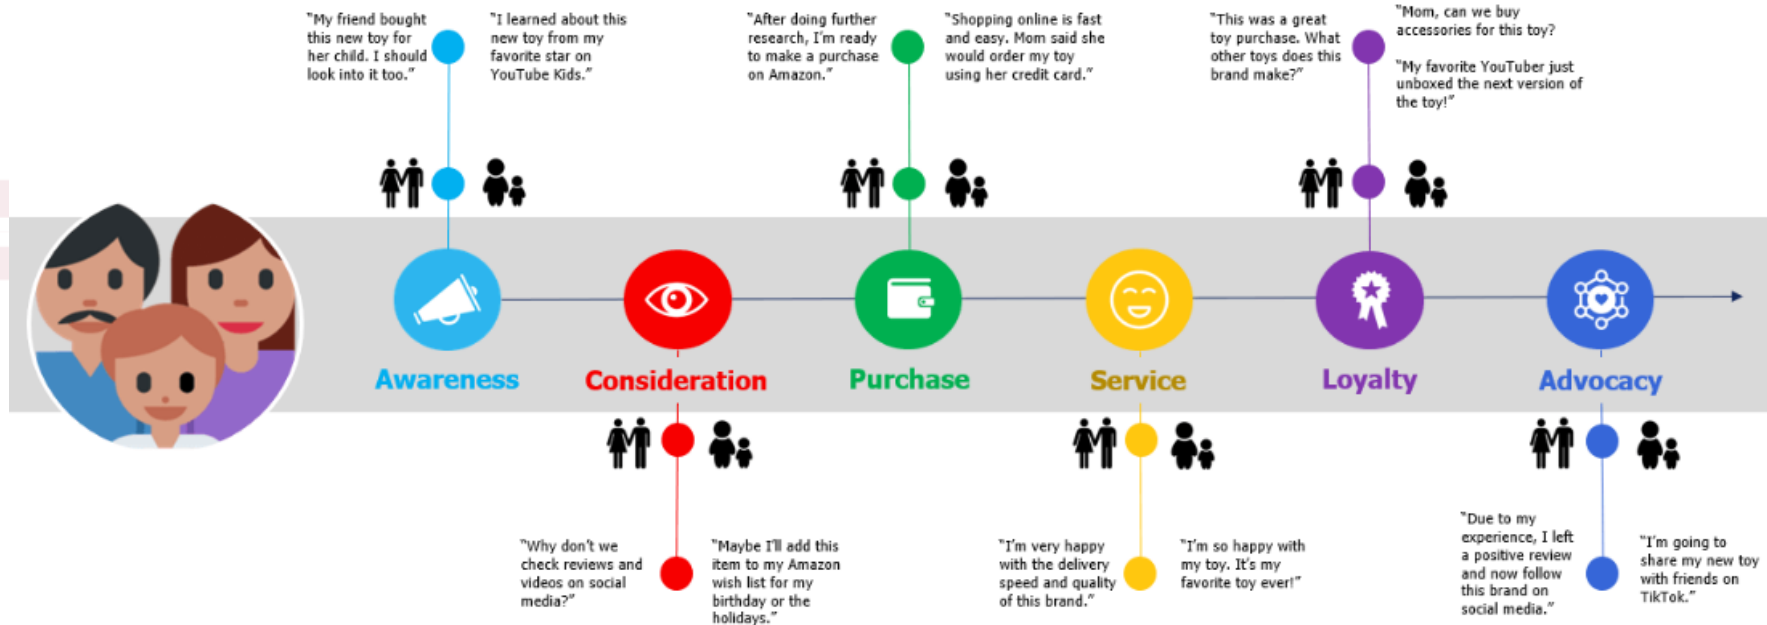 “My friend bought
this new toy for
her child. I should
look into it too.”
“I learned about this
new toy from my
favorite star on
YouTube Kids.”
“After doing further
research, I’m ready
to make a purchase
on Amazon.”
“Shopping online is fast
and easy. Mom said she
would order my toy
using her credit card.”
“This was a great
toy purchase. What
other toys does this
brand make?”
“Mom, can we buy
accessories for this toy?
“My favorite YouTuber just
unboxed the next version of
the toy!”
Awareness
Consideration
Purchase
Service
Loyalty
Advocacy
“Why don’t we
check reviews and
videos on social
media?”
“Maybe I’ll add this
item to my Amazon
wish list for my
birthday or the
holidays.”
“I’m very happy
with the delivery
speed and quality
of this brand.”
“I’m so happy with
my toy. It’s my
favorite toy ever!”
“Due to my
experience, I left
a positive review
and now follow
this brand on
social media.”
“I’m going to
share my new toy
with friends on
TikTok.”